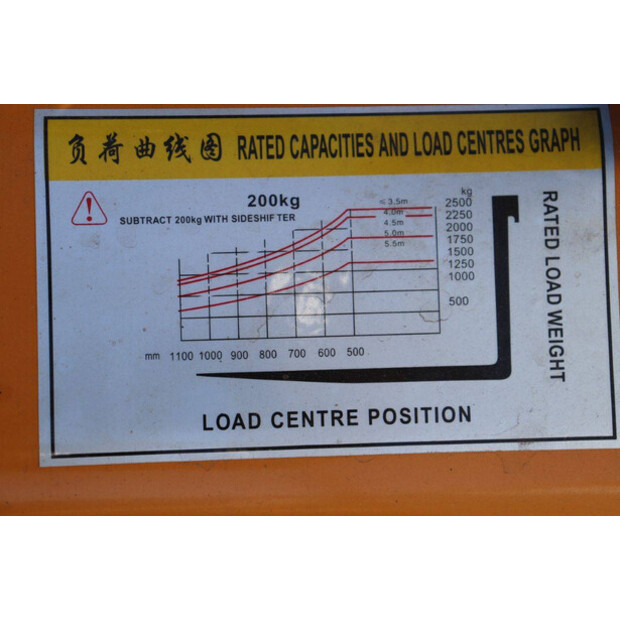 负荷曲线图 RATED CAPACITIES AND LOAD CENTRES GRAPH
!
200kg
SUBTRACT 200kg WITH SIDESHIF TER
≤ 3.5m
4.0m
4.5m
5.0m
5.5m
kg
2500
2250
2000
1750
1500
1250
1000
500
RATED LOAD WEIGHT
mm 1100 1000 900 800 700 600 500
LOAD CENTRE POSITION